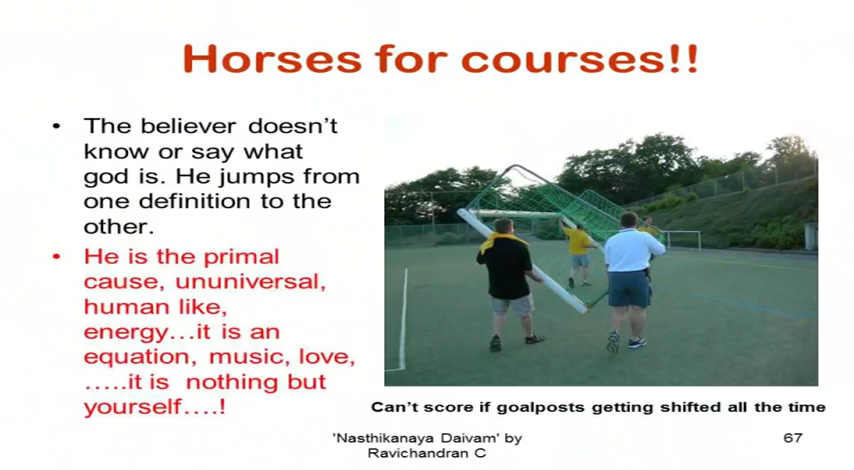 Horses for courses!!
• The believer doesn't
know or say what
god is. He jumps from
one definition to the
other.
• He is the primal
cause, ununiversal,
human like,
energy…it is an
equation, music, love,
…..it is nothing but
yourself….!
Can't score if goalposts getting shifted all the time
'Nasthikanaya Daivam' by
Ravichandran C
67